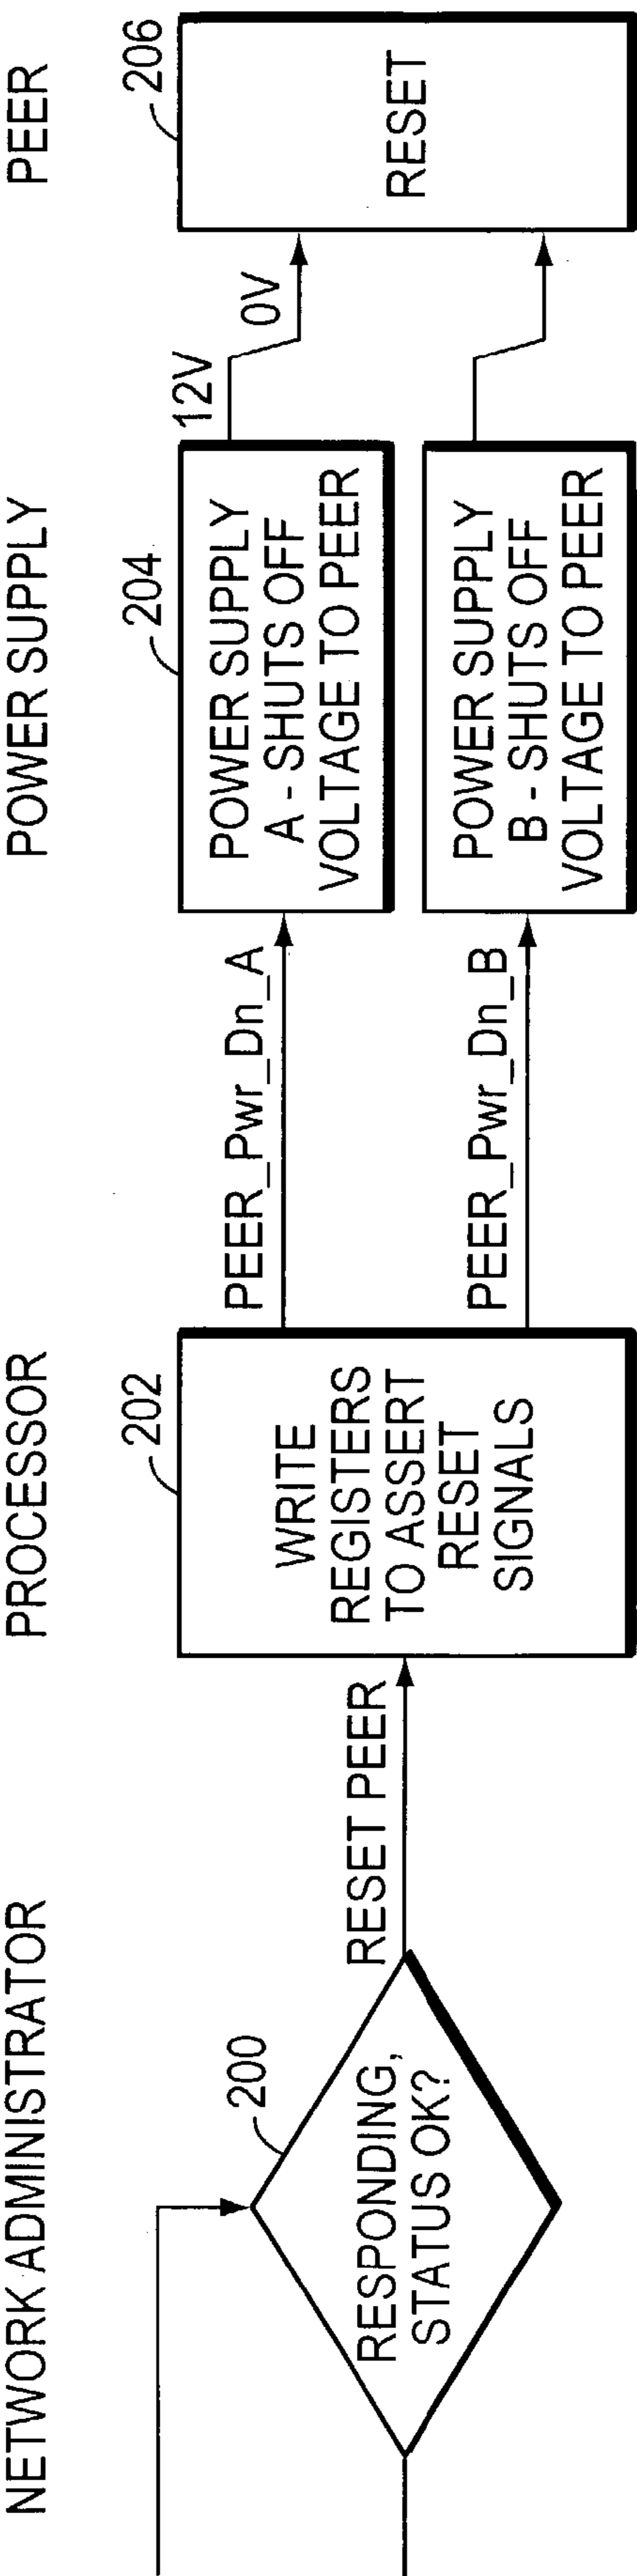 NETWORK ADMINISTRATOR
PROCESSOR
POWER SUPPLY
PEER
200
RESPONDING,
STATUS OK?
RESET PEER
202
WRITE
REGISTERS
TO ASSERT
RESET
SIGNALS
PEER_Pwr_Dn_A
PEER_Pwr_Dn_B
204
POWER SUPPLY
A - SHUTS OFF
VOLTAGE TO PEER
POWER SUPPLY
B - SHUTS OFF
VOLTAGE TO PEER
12V
0V
206
RESET